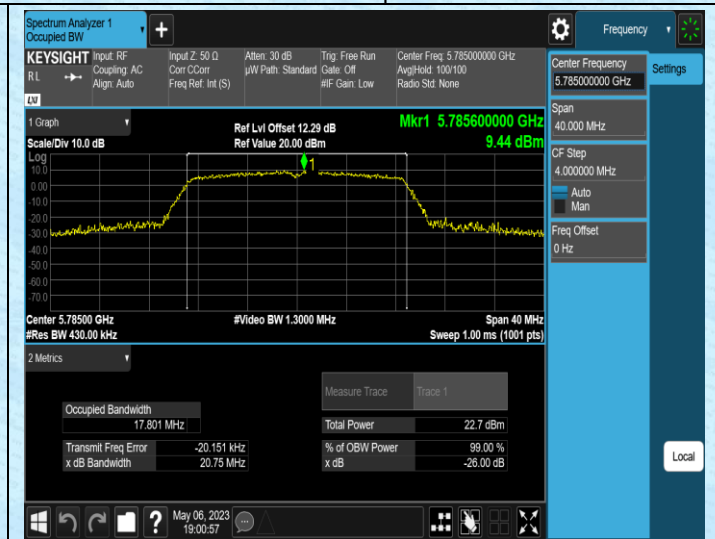 Spectrum Analyzer 1
Occupied BW
+
Frequency
KEYSIGHT
R L
LXI
Input: RF
Coupling: AC
Align: Auto
Input Z: 50 Ω
Corr CCorr
Freq Ref: Int (S)
Atten: 30 dB
µW Path: Standard
Trig: Free Run
Gate: Off
#IF Gain: Low
Center Freq: 5.785000000 GHz
Avg|Hold: 100/100
Radio Std: None
Center Frequency
5.785000000 GHz
Settings
Span
40.000 MHz
CF Step
4.000000 MHz
Auto
Man
Freq Offset
0 Hz
Local
1 Graph
Scale/Div 10.0 dB
Ref Lvl Offset 12.29 dB
Ref Value 20.00 dBm
Mkr1 5.785600000 GHz
9.44 dBm
Log
10.0
0.00
-10.0
-20.0
-30.0
-40.0
-50.0
-60.0
-70.0
1
Center 5.78500 GHz
#Video BW 1.3000 MHz
Span 40 MHz
#Res BW 430.00 kHz
Sweep 1.00 ms (1001 pts)
2 Metrics
Measure Trace
Trace 1
Occupied Bandwidth
17.801 MHz
Total Power
22.7 dBm
Transmit Freq Error
-20.151 kHz
% of OBW Power
99.00 %
x dB Bandwidth
20.75 MHz
x dB
-26.00 dB
?
May 06, 2023
19:00:57